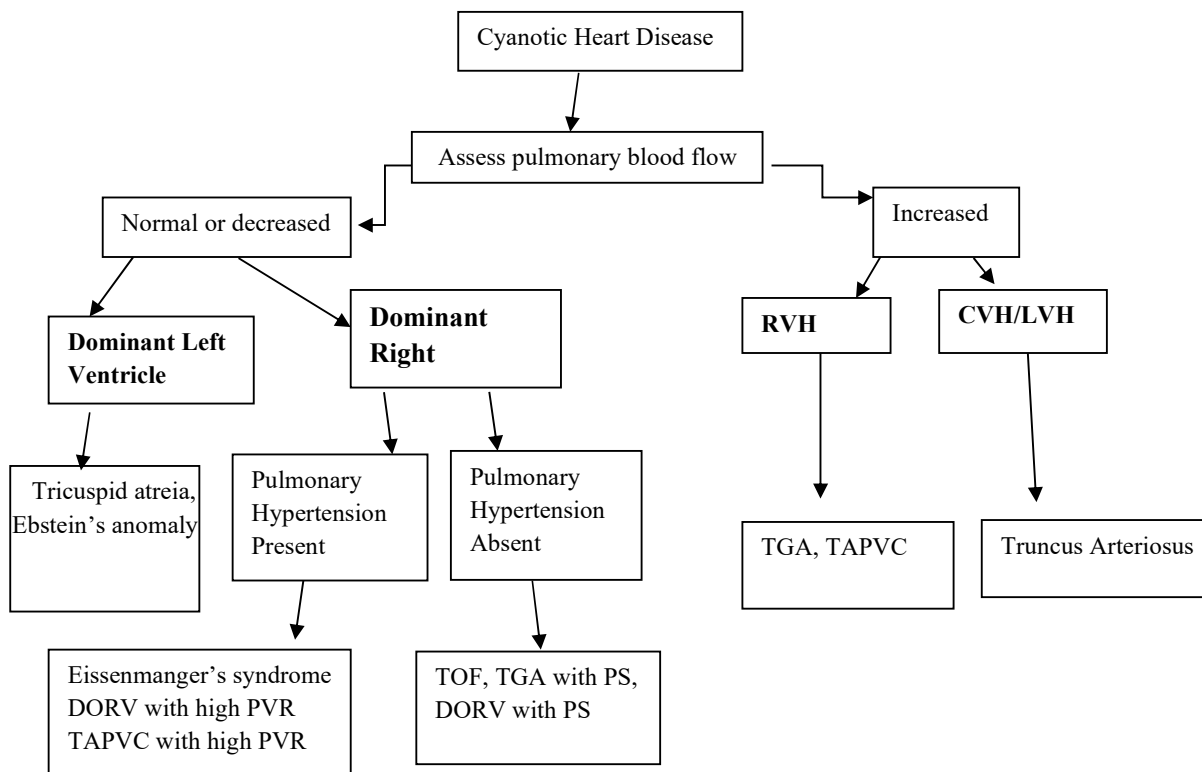 Cyanotic Heart Disease
Assess pulmonary blood flow
Normal or decreased
Increased
Dominant Left
Ventricle
Dominant
Right
RVH
CVH/LVH
Tricuspid atreia,
Ebstein’s anomaly
Pulmonary
Hypertension
Present
Pulmonary
Hypertension
Absent
TGA, TAPVC
Truncus Arteriosus
Eissenmanger’s syndrome
DORV with high PVR
TAPVC with high PVR
TOF, TGA with PS,
DORV with PS